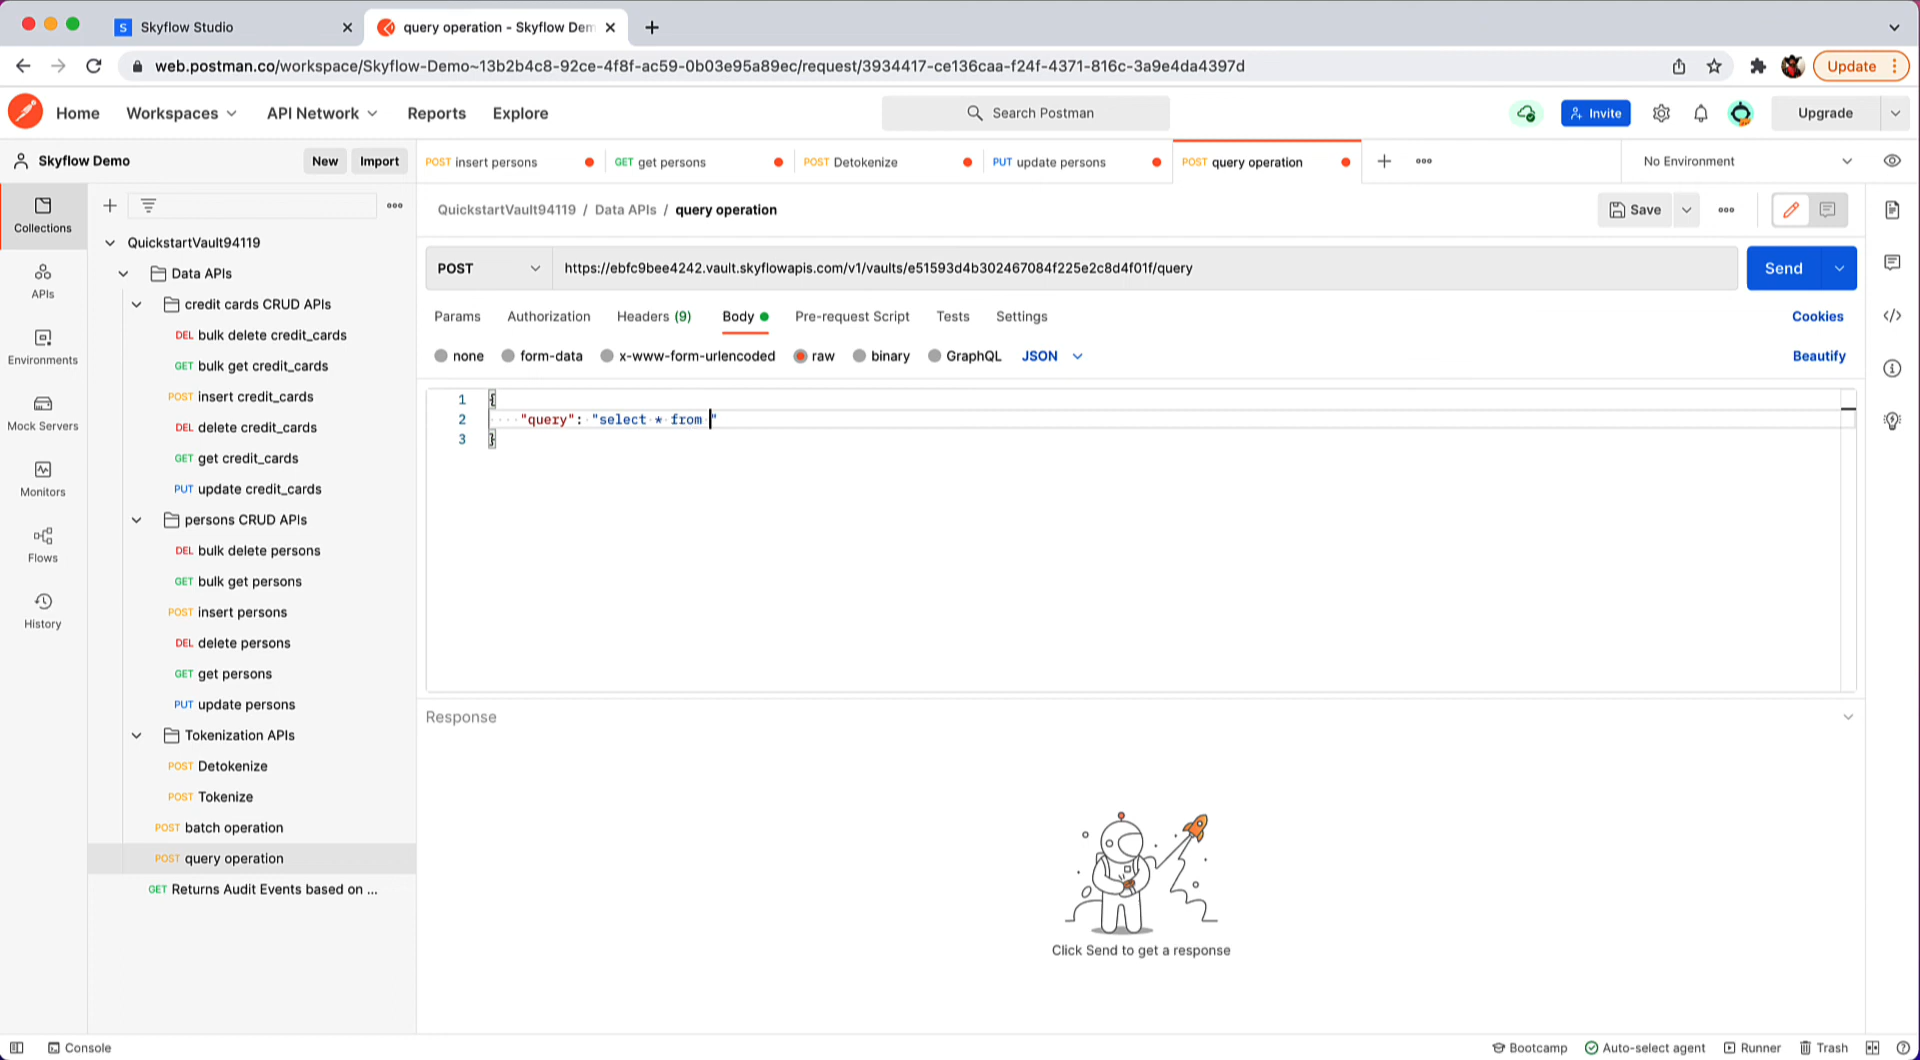 S Skyflow Studio
query operation - Skyflow Dem
web.postman.co/workspace/Skyflow-Demo~13b2b4c8-92ce-4f8f-ac59-0b03e95a89ec/request/3934417-ce136caa-f24f-4371-816c-3a9e4da4397d
Update
Home Workspaces API Network Reports Explore
Search Postman
Invite
Upgrade
Skyflow Demo
New Import
POST insert persons
GET get persons
POST Detokenize
PUT update persons
POST query operation
No Environment
Collections
APIs
Environments
Mock Servers
Monitors
Flows
History
QuickstartVault94119
Data APIs
credit cards CRUD APIs
DEL bulk delete credit_cards
GET bulk get credit_cards
POST insert credit_cards
DEL delete credit_cards
GET get credit_cards
PUT update credit_cards
persons CRUD APIs
DEL bulk delete persons
GET bulk get persons
POST insert persons
DEL delete persons
GET get persons
PUT update persons
Tokenization APIs
POST Detokenize
POST Tokenize
POST batch operation
POST query operation
GET Returns Audit Events based on ...
QuickstartVault94119 / Data APIs / query operation
Save
POST https://ebfc9bee4242.vault.skyflowapis.com/v1/vaults/e51593d4b302467084f225e2c8d4f01f/query
Send
Params Authorization Headers (9) Body Pre-request Script Tests Settings
Cookies
none form-data x-www-form-urlencoded raw binary GraphQL JSON
Beautify
1 {
2 "query": "select * from "
3 }
Response
Click Send to get a response
Console
Bootcamp Auto-select agent Runner Trash